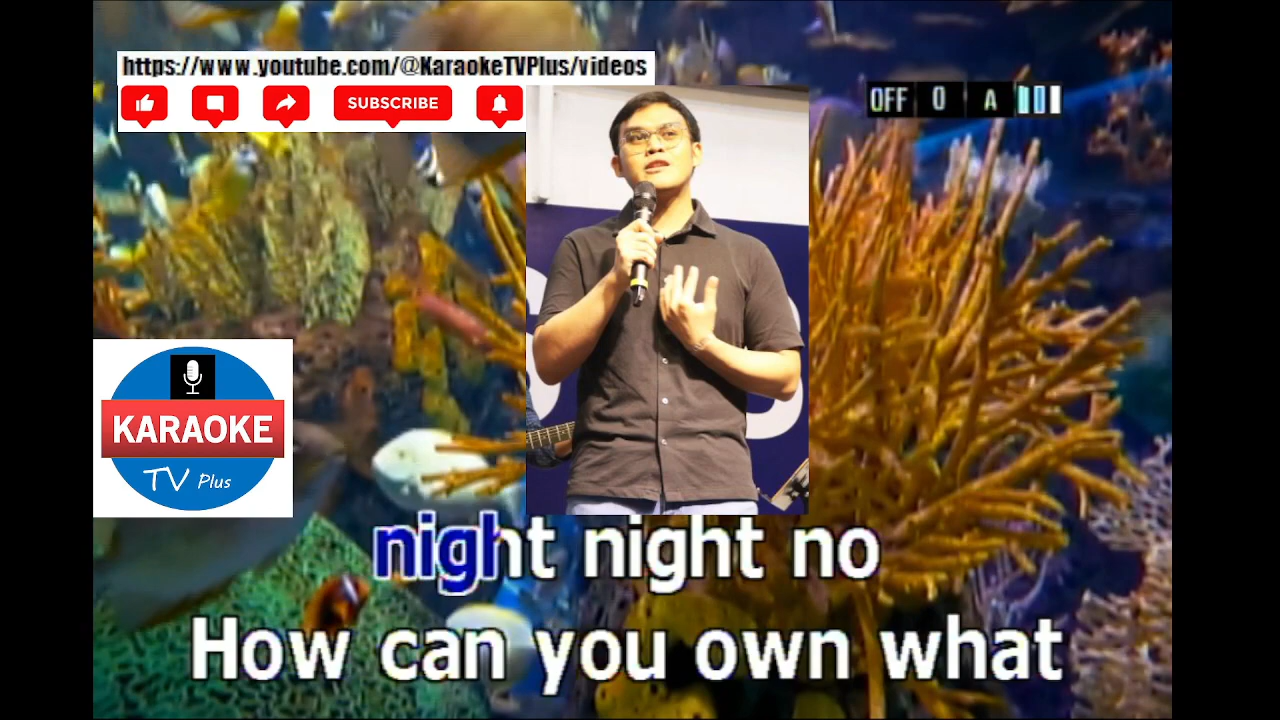 https://www.youtube.com/@KaraokeTVPlus/videos
SUBSCRIBE
OFF 0 A
KARAOKE
TV Plus
night night no
How can you own what